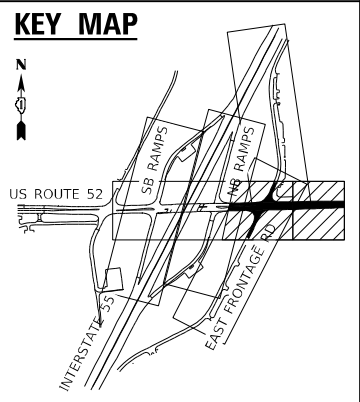 KEY MAP
N
SB RAMPS
NB RAMPS
US ROUTE 52
EAST FRONTAGE RD
INTERSTATE 55